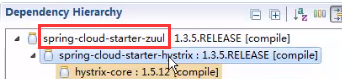 Dependency Hierarchy
spring-cloud-starter-zuul : 1.3.5.RELEASE [compile]
spring-cloud-starter-hystrix : 1.3.5.RELEASE [compile]
hystrix-core : 1.5.12 [compile]